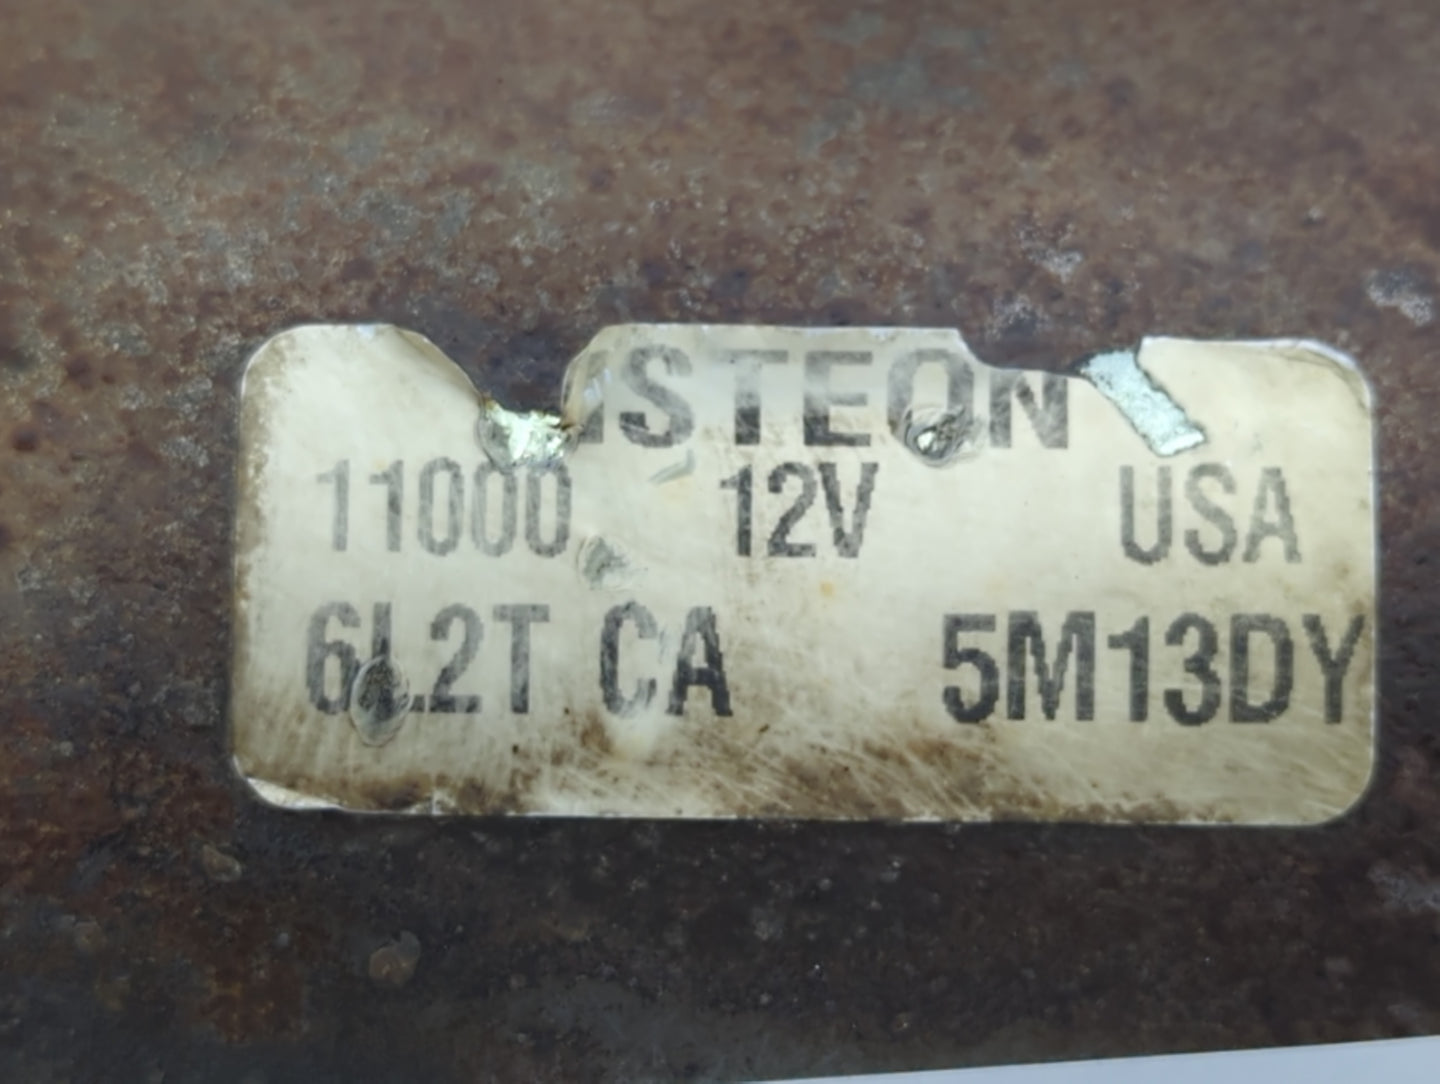 ISTEON
11000 12V USA
6L2T CA 5M13DY